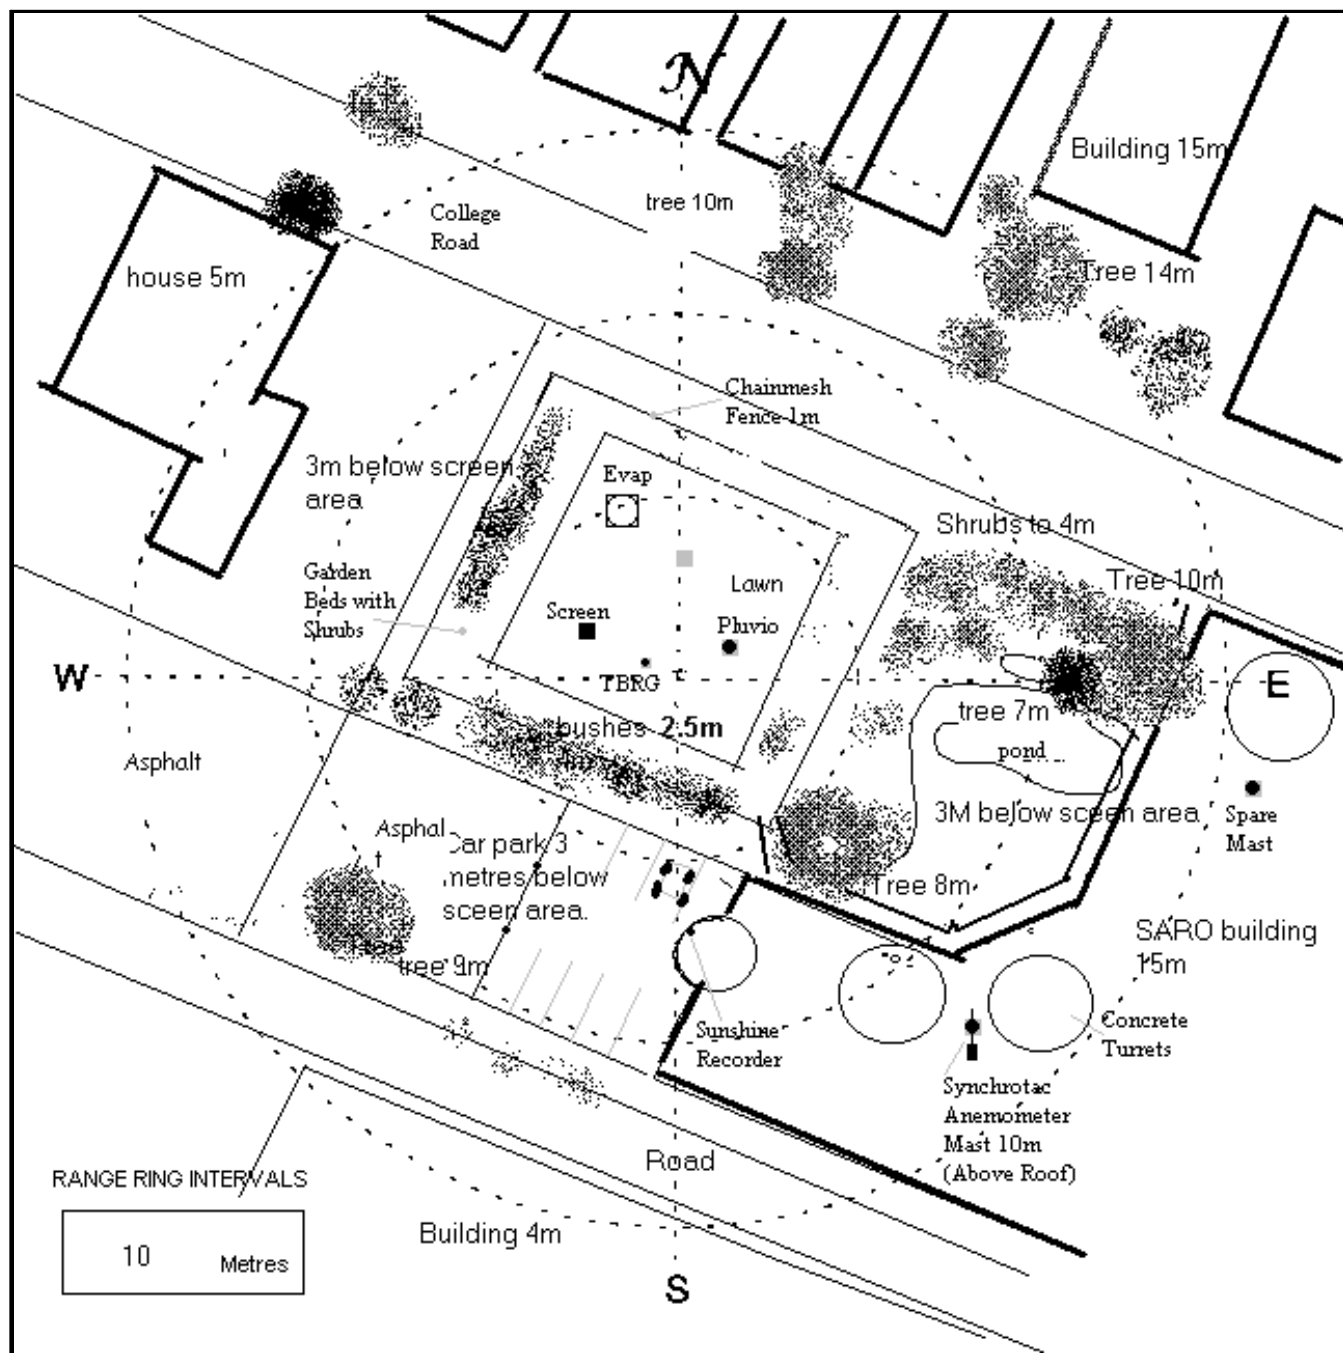 N
Building 15m
tree 10m
College
Road
house 5m
Tree 14m
Chainmesh
Fence 1m
3m below screen
area
Evap
Shrubs to 4m
Garden
Beds with
Shrubs
Lawn
Tree 10m
Screen
Pluvio
W
TBRG
E
bushes 2.5m
tree 7m
pond
Asphalt
3M below sceen area
Spare
Mast
Asphal
t
Car park 3
metres below
sceen area.
Tree 8m
SARO building
15m
tree 9m
Sunshine
Recorder
Concrete
Turrets
Synchrotac
Anemometer
Mast 10m
(Above Roof)
Road
RANGE RING INTERVALS
10 Metres
Building 4m
S